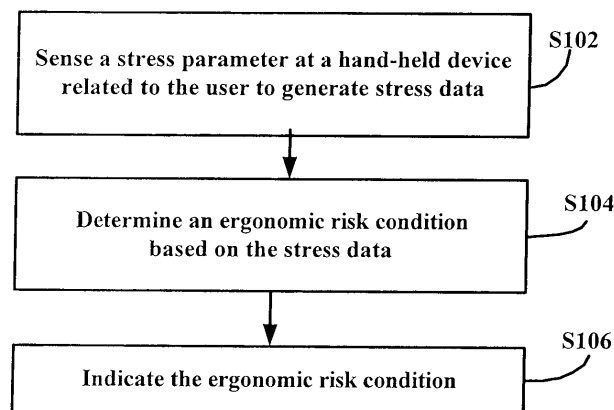 S102
Sense a stress parameter at a hand-held device
related to the user to generate stress data
S104
Determine an ergonomic risk condition
based on the stress data
S106
Indicate the ergonomic risk condition